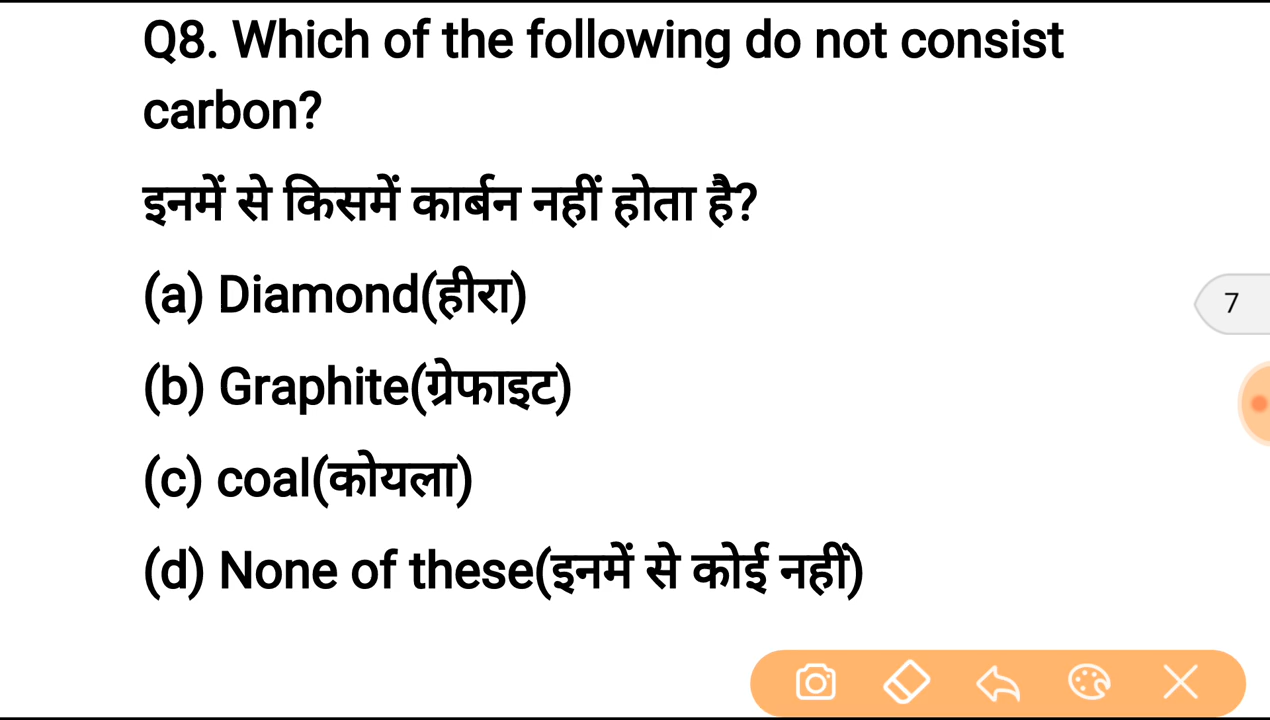 Q8. Which of the following do not consist
carbon?
इनमें से किसमें कार्बन नहीं होता है?
(a) Diamond(हीरा)
(b) Graphite(ग्रेफाइट)
(c) coal(कोयला)
(d) None of these(इनमें से कोई नहीं)
7